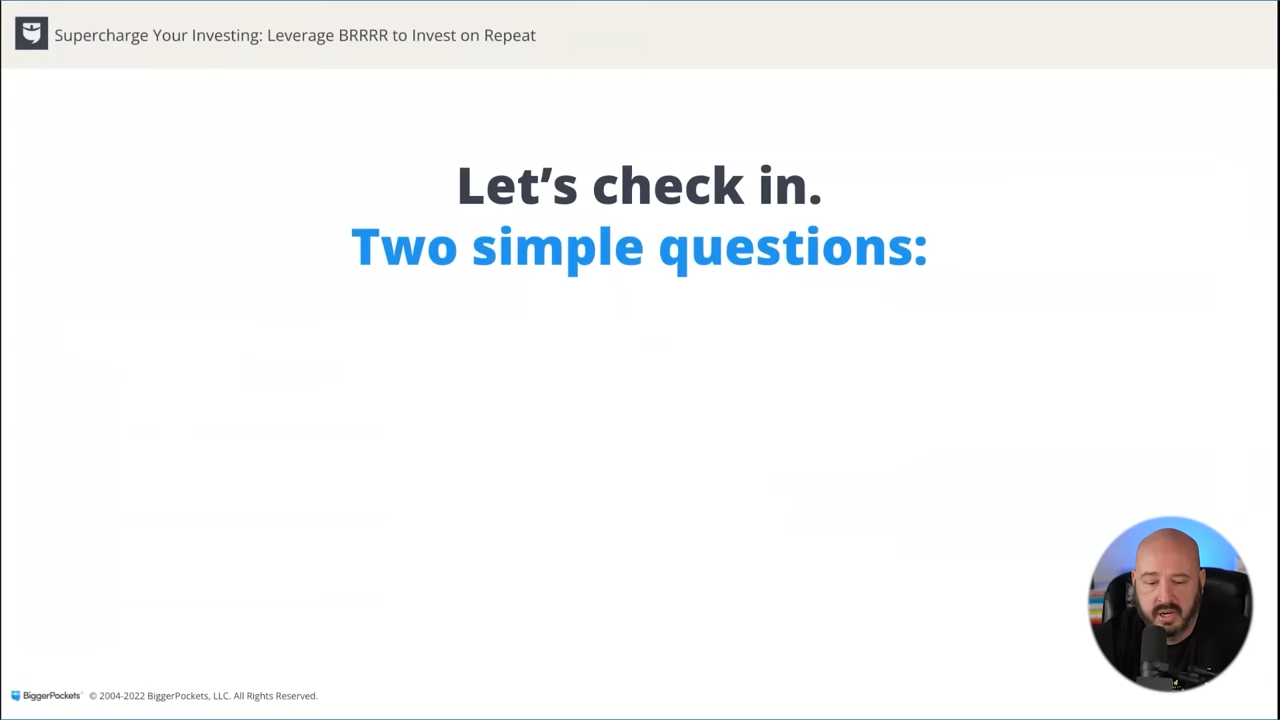 Supercharge Your Investing: Leverage BRRRR to Invest on Repeat
Let’s check in.
Two simple questions:
BiggerPockets © 2004-2022 BiggerPockets, LLC. All Rights Reserved.